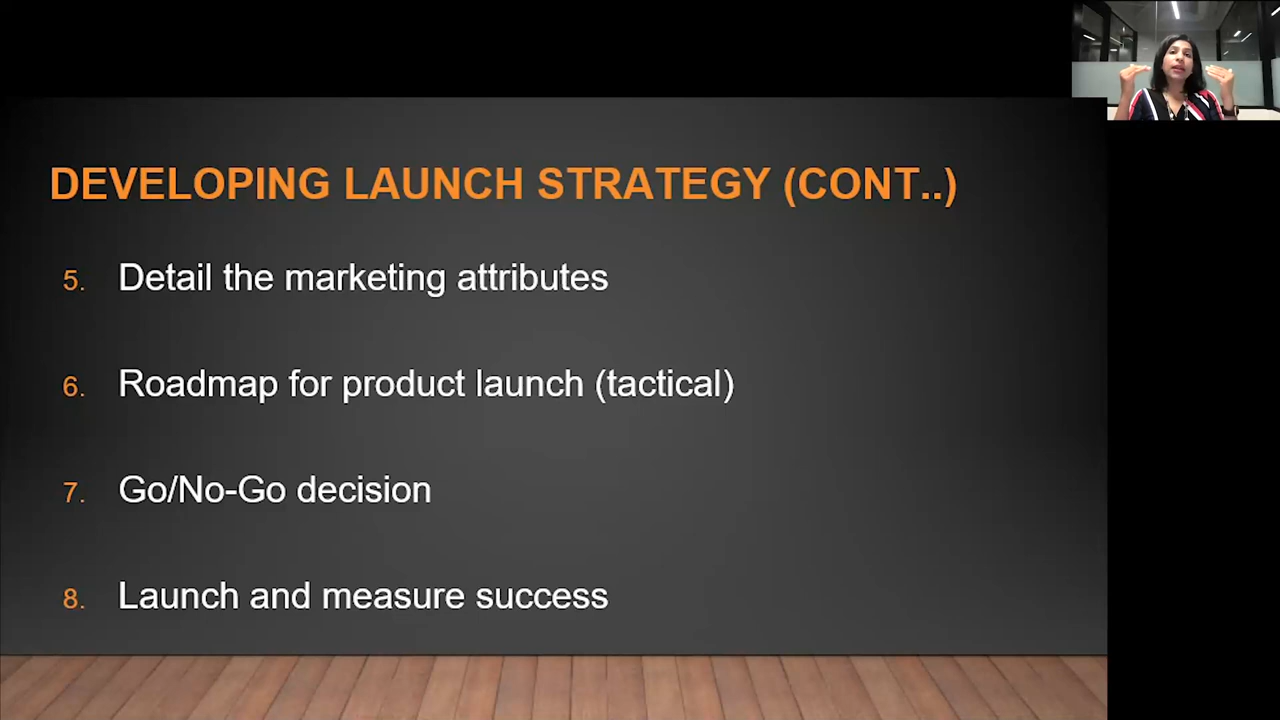 DEVELOPING LAUNCH STRATEGY (CONT..)
5. Detail the marketing attributes
6. Roadmap for product launch (tactical)
7. Go/No-Go decision
8. Launch and measure success